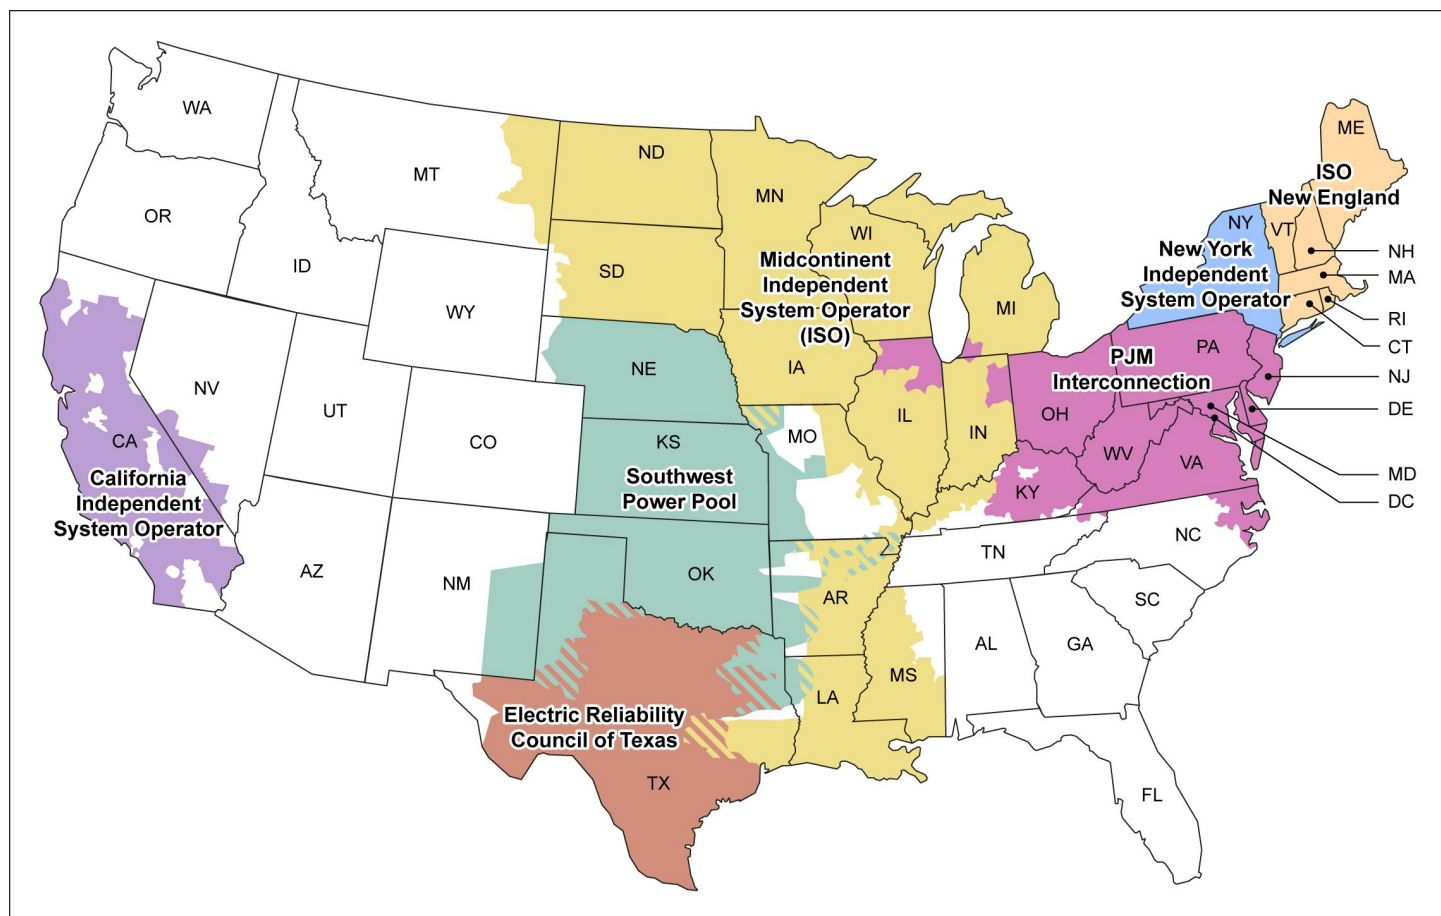 WA
MT
ND
MN
ME
ISO
New England
OR
ID
SD
WI
NY
VT
NH
MA
RI
CT
NJ
DE
MD
DC
New York
Independent
System Operator
Midcontinent
Independent
System Operator
(ISO)
MI
WY
NV
UT
CO
NE
IA
PJM
Interconnection
PA
CA
California
Independent
System Operator
KS
MO
IL
IN
OH
WV
VA
KY
Southwest
Power Pool
AZ
NM
OK
AR
TN
NC
SC
MS
AL
GA
LA
Electric Reliability
Council of Texas
TX
FL